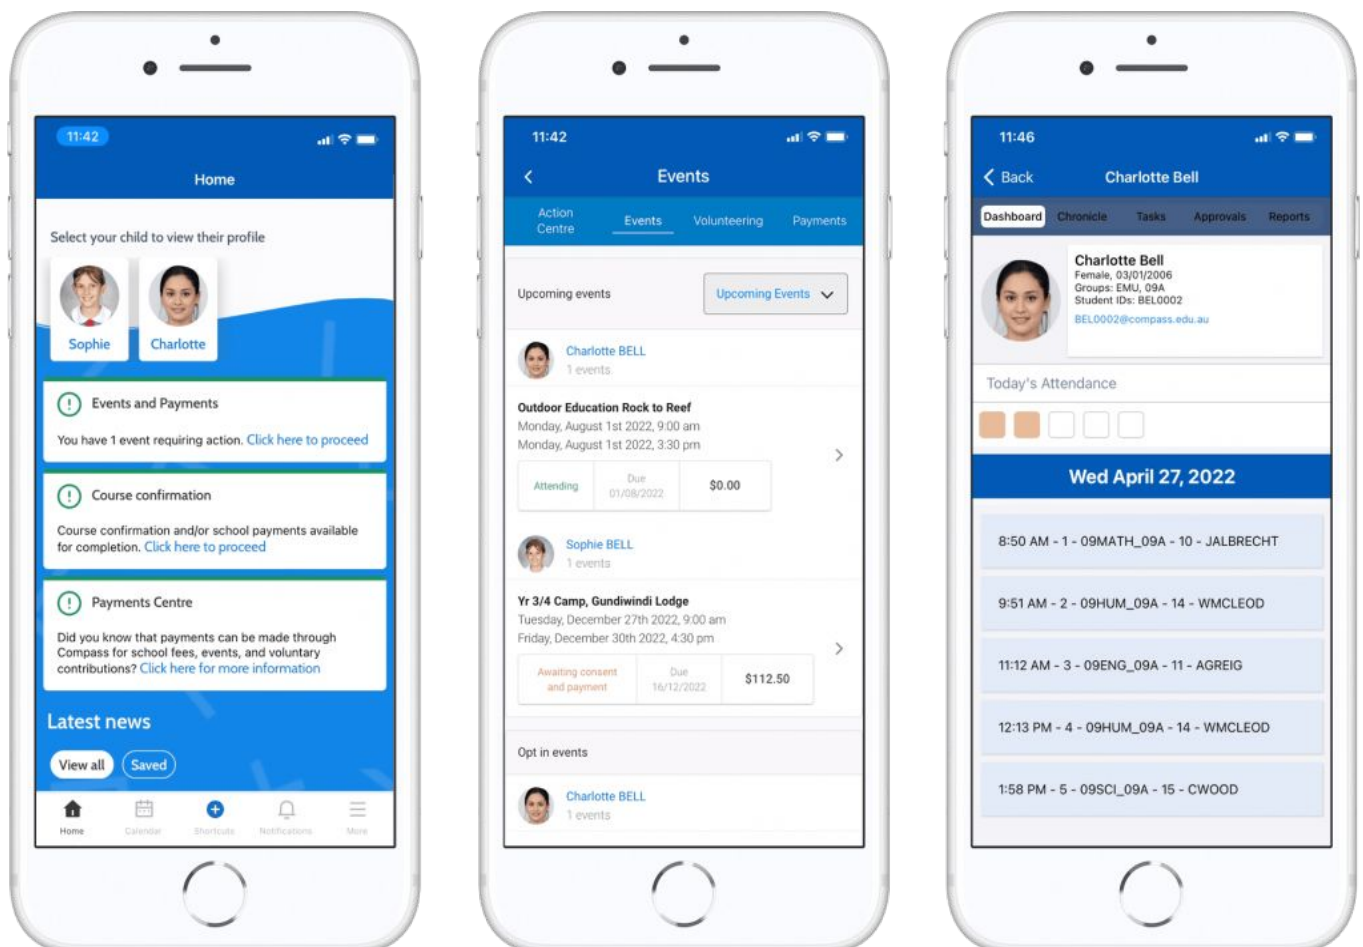 11:42
Home
Select your child to view their profile
Sophie
Charlotte
Events and Payments
You have 1 event requiring action. Click here to proceed
Course confirmation
Course confirmation and/or school payments available
for completion. Click here to proceed
Payments Centre
Did you know that payments can be made through
Compass for school fees, events, and voluntary
contributions? Click here for more information
Latest news
View all
Saved
Home
Calendar
Shortcuts
Notifications
More
11:42
Events
Action
Centre
Events
Volunteering
Payments
Upcoming events
Upcoming Events
Charlotte BELL
1 events
Outdoor Education Rock to Reef
Monday, August 1st 2022, 9:00 am
Monday, August 1st 2022, 3:30 pm
Attending
Due
01/08/2022
$0.00
Sophie BELL
1 events
Yr 3/4 Camp, Gundiwindi Lodge
Tuesday, December 27th 2022, 9:00 am
Friday, December 30th 2022, 4:30 pm
Awaiting consent
and payment
Due
16/12/2022
$112.50
Opt in events
Charlotte BELL
1 events
11:46
Back
Charlotte Bell
Dashboard
Chronicle
Tasks
Approvals
Reports
Charlotte Bell
Female, 03/01/2006
Groups: EMU, 09A
Student IDs: BEL0002
BEL0002@compass.edu.au
Today's Attendance
Wed April 27, 2022
8:50 AM - 1 - 09MATH_09A - 10 - JALBRECHT
9:51 AM - 2 - 09HUM_09A - 14 - WMCLEOD
11:12 AM - 3 - 09ENG_09A - 11 - AGREIG
12:13 PM - 4 - 09HUM_09A - 14 - WMCLEOD
1:58 PM - 5 - 09SCI_09A - 15 - CWOOD